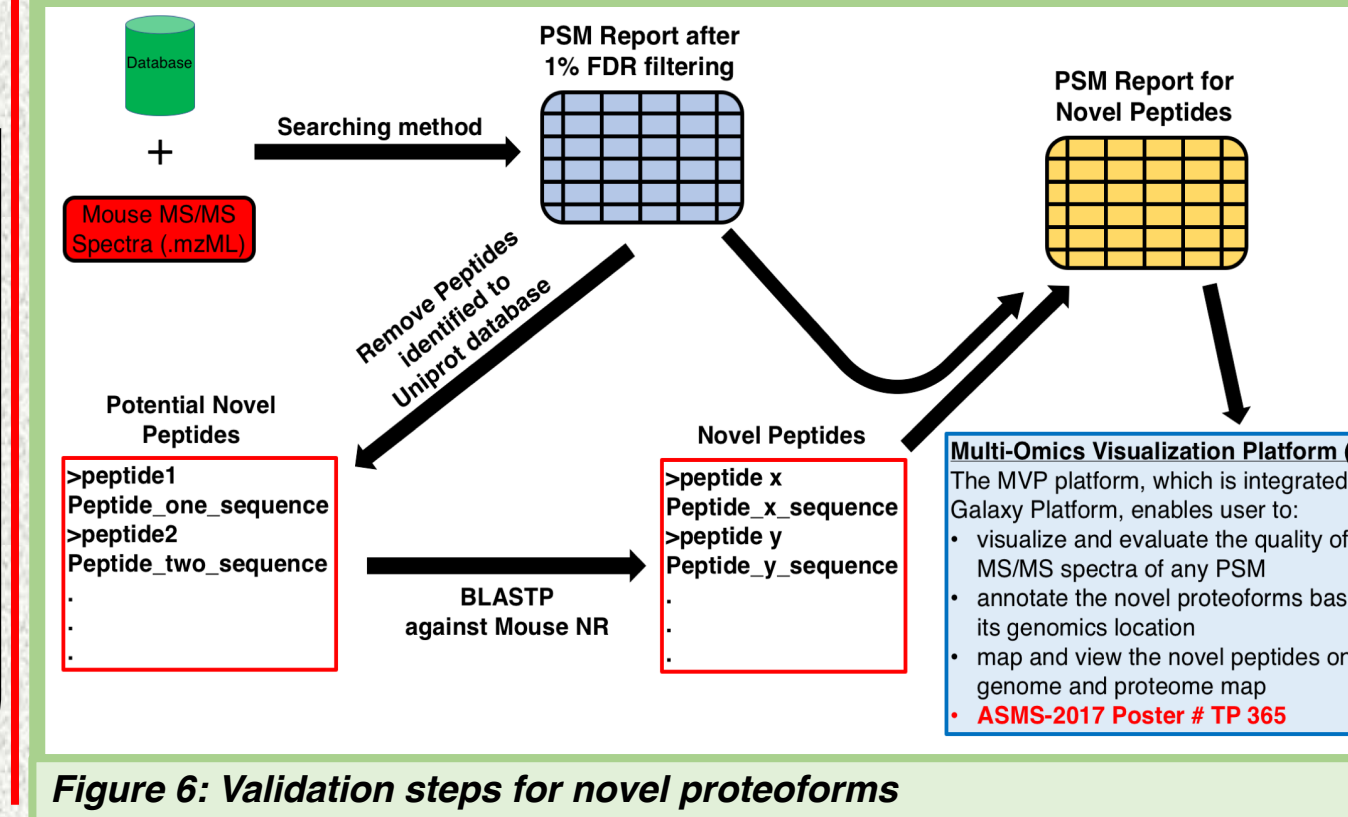 Database
+
Mouse MS/MS
Spectra (.mzML)
Searching method
PSM Report after
1% FDR filtering
PSM Report for
Novel Peptides
Remove Peptides
identified to
Uniprot database
Potential Novel
Peptides
>peptide1
Peptide_one_sequence
>peptide2
Peptide_two_sequence
.
.
.
BLASTP
against Mouse NR
Novel Peptides
>peptide x
Peptide_x_sequence
>peptide y
Peptide_y_sequence
.
.
.
Multi-Omics Visualization Platform (
The MVP platform, which is integrated
Galaxy Platform, enables user to:
• visualize and evaluate the quality of
MS/MS spectra of any PSM
• annotate the novel proteoforms bas
its genomics location
• map and view the novel peptides on
genome and proteome map
• ASMS-2017 Poster # TP 365
Figure 6: Validation steps for novel proteoforms